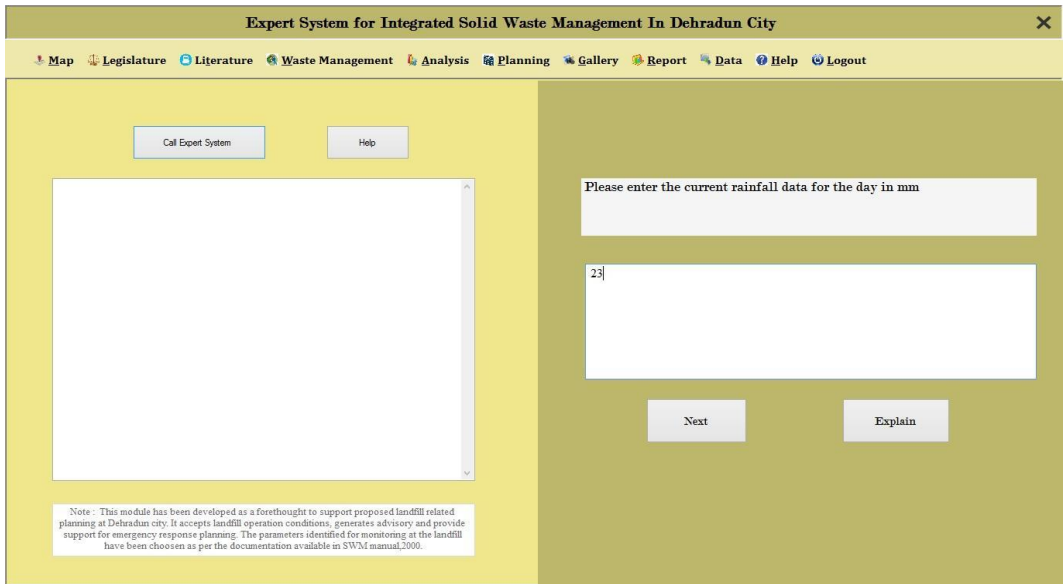 Expert System for Integrated Solid Waste Management In Dehradun City
Map Legislature Literature Waste Management Analysis Planning Gallery Report Data Help Logout
Call Expert System Help
Please enter the current rainfall data for the day in mm
23
Next Explain
Note : This module has been developed as a forethought to support proposed landfill related
planning at Dehradun city. It accepts landfill operation conditions, generates advisory and provide
support for emergency response planning. The parameters identified for monitoring at the landfill
have been choosen as per the documentation available in SWM manual,2000.